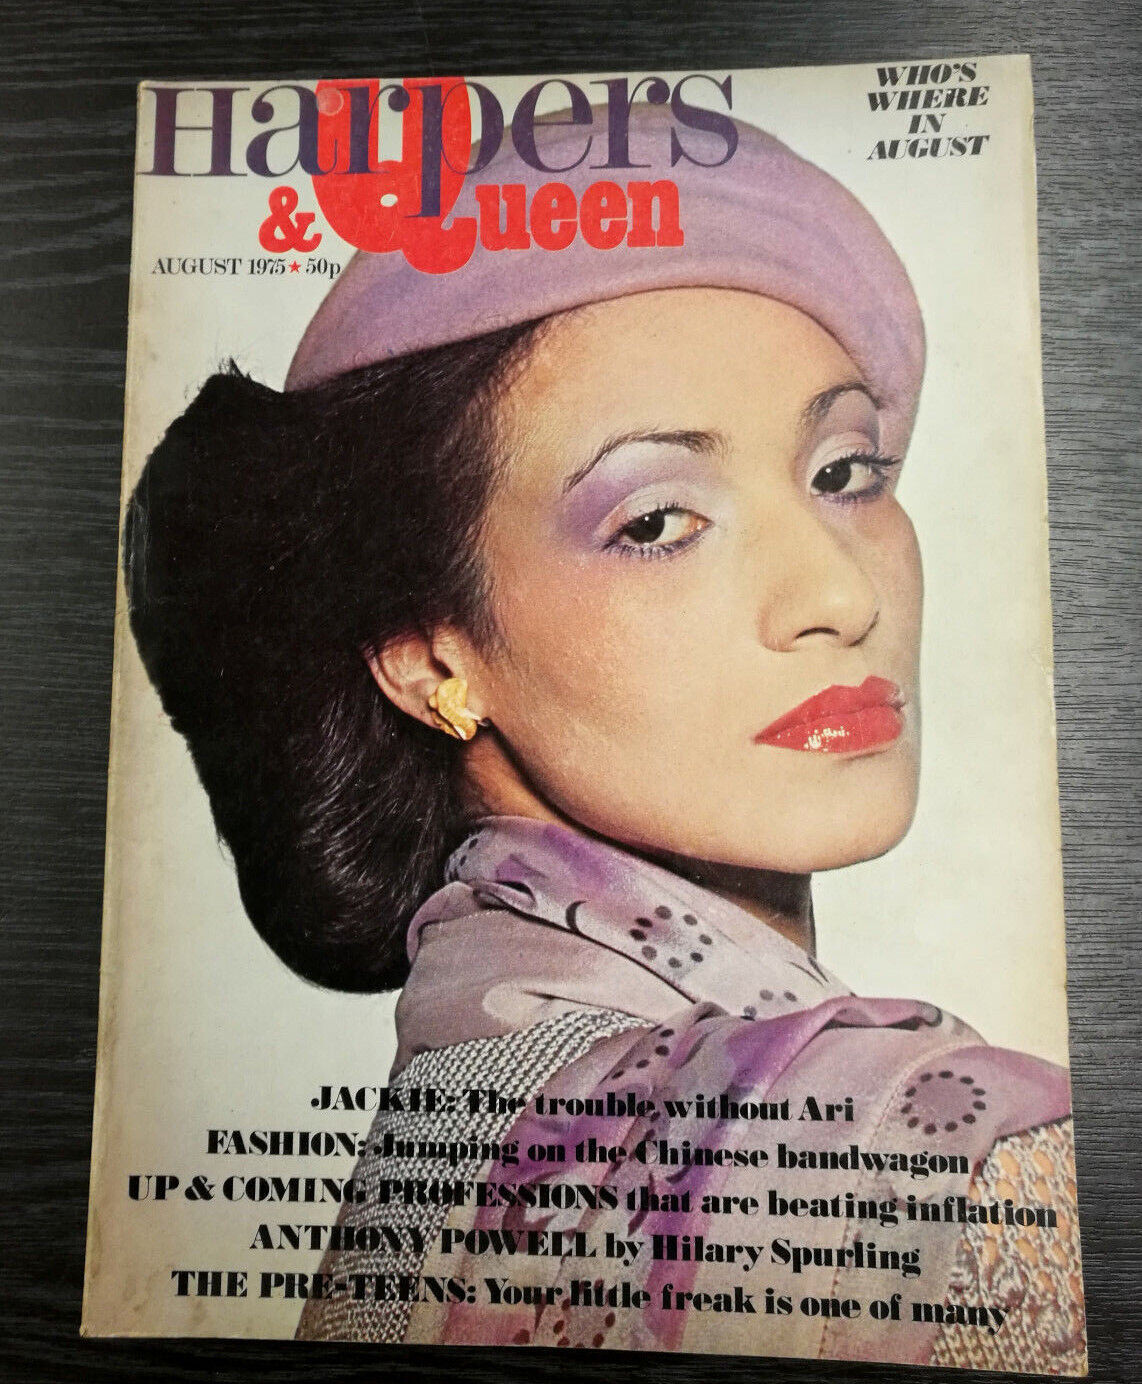 Harpers
& Queen
AUGUST 1975 ★ 50p
WHO'S
WHERE
IN
AUGUST
JACKIE: The trouble without Ari
FASHION: Jumping on the Chinese bandwagon
UP & COMING PROFESSIONS that are beating inflation
ANTHONY POWELL by Hilary Spurling
THE PRE-TEENS: Your little freak is one of many